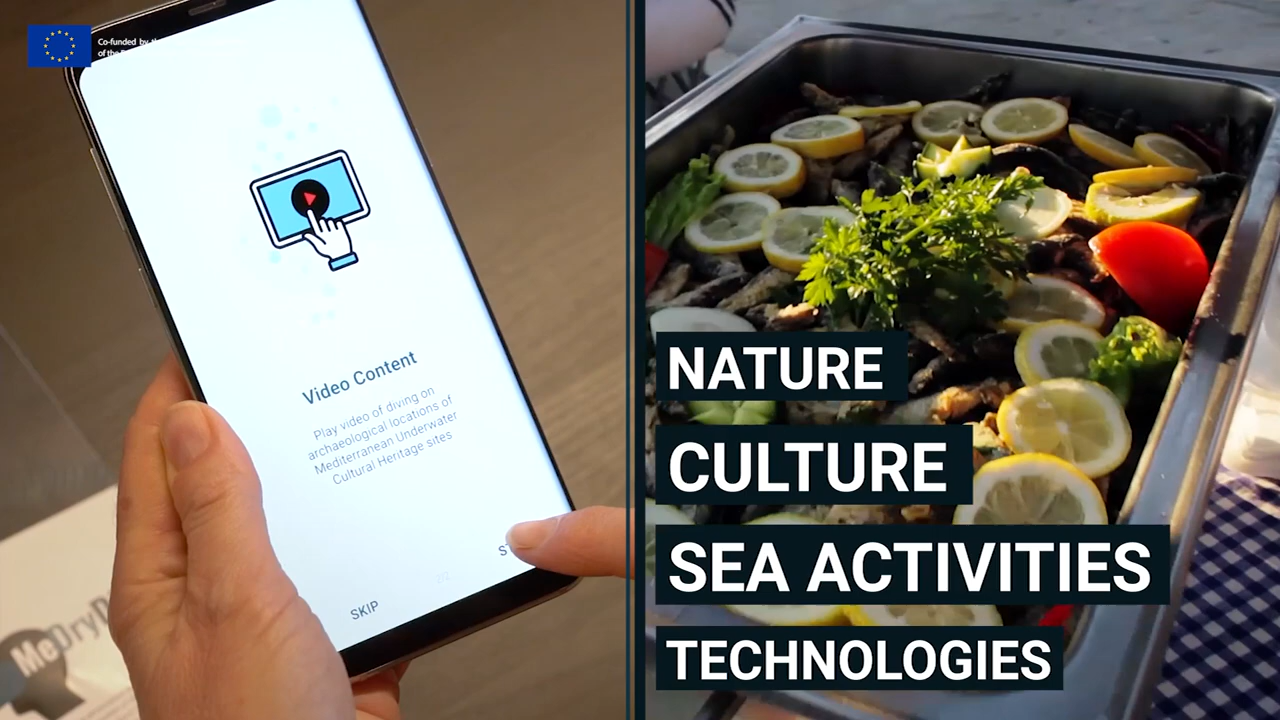 Co-funded by
of the
Video Content
Play video of diving on
archaeological locations of
Mediterranean Underwater
Cultural Heritage sites
SKIP
NATURE
CULTURE
SEA ACTIVITIES
TECHNOLOGIES